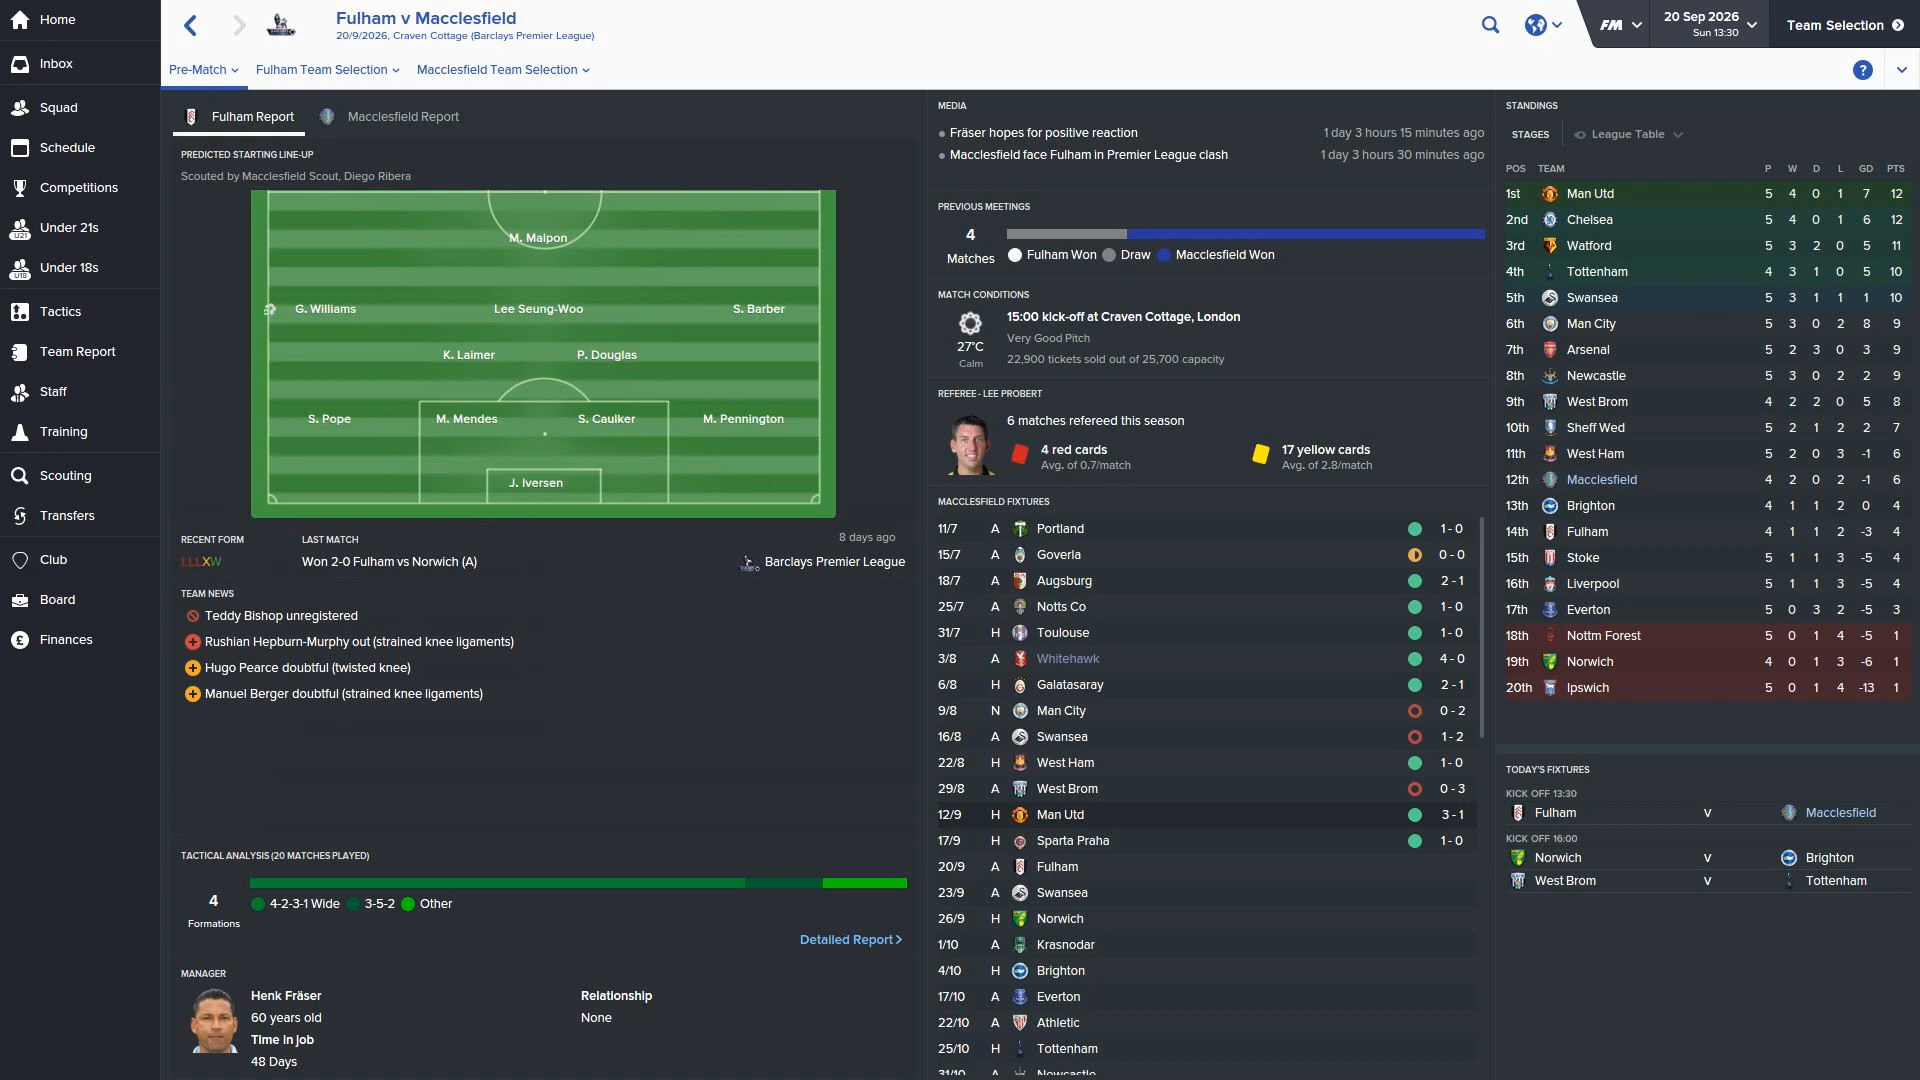 Home
Inbox
Squad
Schedule
Competitions
U21
Under 21s
U18
Under 18s
Tactics
Team Report
Staff
Training
Scouting
Transfers
Club
Board
Finances
Fulham v Macclesfield
20/9/2026, Craven Cottage (Barclays Premier League)
FM
20 Sep 2026
Sun 13:30
Team Selection
Pre-Match
Fulham Team Selection
Macclesfield Team Selection
?
Fulham Report
Macclesfield Report
PREDICTED STARTING LINE-UP
Scouted by Macclesfield Scout, Diego Ribera
M. Malpon
G. Williams Lee Seung-Woo S. Barber
K. Laimer P. Douglas
S. Pope M. Mendes S. Caulker M. Pennington
J. Iversen
RECENT FORM LAST MATCH 8 days ago
LLLXW Won 2-0 Fulham vs Norwich (A) Barclays Premier League
TEAM NEWS
Teddy Bishop unregistered
Rushian Hepburn-Murphy out (strained knee ligaments)
Hugo Pearce doubtful (twisted knee)
Manuel Berger doubtful (strained knee ligaments)
TACTICAL ANALYSIS (20 MATCHES PLAYED)
4
Formations
4-2-3-1 Wide 3-5-2 Other
Detailed Report >
MANAGER
Henk Fräser
60 years old
Time in job
48 Days
Relationship
None
MEDIA
Fräser hopes for positive reaction 1 day 3 hours 15 minutes ago
Macclesfield face Fulham in Premier League clash 1 day 3 hours 30 minutes ago
PREVIOUS MEETINGS
4
Matches
Fulham Won Draw Macclesfield Won
MATCH CONDITIONS
27°C
Calm
15:00 kick-off at Craven Cottage, London
Very Good Pitch
22,900 tickets sold out of 25,700 capacity
REFEREE - LEE PROBERT
6 matches refereed this season
4 red cards
Avg. of 0.7/match
17 yellow cards
Avg. of 2.8/match
MACCLESFIELD FIXTURES
11/7 A Portland 1 - 0
15/7 A Goverla 0 - 0
18/7 A Augsburg 2 - 1
25/7 A Notts Co 1 - 0
31/7 H Toulouse 1 - 0
3/8 A Whitehawk 4 - 0
6/8 H Galatasaray 2 - 1
9/8 N Man City 0 - 2
16/8 A Swansea 1 - 2
22/8 H West Ham 1 - 0
29/8 A West Brom 0 - 3
12/9 H Man Utd 3 - 1
17/9 H Sparta Praha 1 - 0
20/9 A Fulham
23/9 A Swansea
26/9 H Norwich
1/10 A Krasnodar
4/10 H Brighton
17/10 A Everton
22/10 A Athletic
25/10 H Tottenham
31/10 A Newcastle
STANDINGS
STAGES League Table
POS TEAM P W D L GD PTS
1st Man Utd 5 4 0 1 7 12
2nd Chelsea 5 4 0 1 6 12
3rd Watford 5 3 2 0 5 11
4th Tottenham 4 3 1 0 5 10
5th Swansea 5 3 1 1 1 10
6th Man City 5 3 0 2 8 9
7th Arsenal 5 2 3 0 3 9
8th Newcastle 5 3 0 2 2 9
9th West Brom 4 2 2 0 5 8
10th Sheff Wed 5 2 1 2 2 7
11th West Ham 5 2 0 3 -1 6
12th Macclesfield 4 2 0 2 -1 6
13th Brighton 4 1 1 2 0 4
14th Fulham 4 1 1 2 -3 4
15th Stoke 5 1 1 3 -5 4
16th Liverpool 5 1 1 3 -5 4
17th Everton 5 0 3 2 -5 3
18th Nottm Forest 5 0 1 4 -5 1
19th Norwich 4 0 1 3 -6 1
20th Ipswich 5 0 1 4 -13 1
TODAY'S FIXTURES
KICK OFF 13:30
Fulham v Macclesfield
KICK OFF 16:00
Norwich v Brighton
West Brom v Tottenham